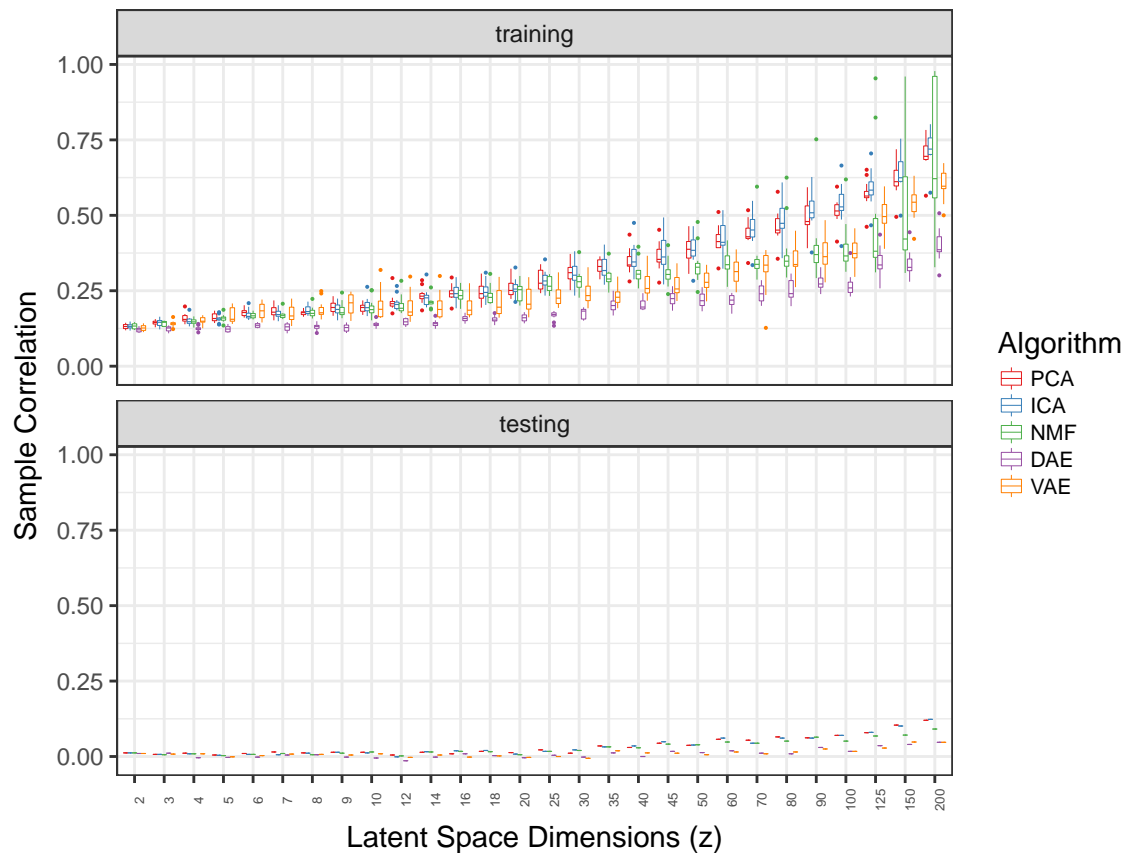 training
1.00
0.75
0.50
0.25
0.00
testing
1.00
0.75
0.50
0.25
0.00
Sample Correlation
2 3 4 5 6 7 8 9 10 12 14 16 18 20 25 30 35 40 45 50 60 70 80 90 100 125 150 200
Latent Space Dimensions (z)
Algorithm
PCA
ICA
NMF
DAE
VAE